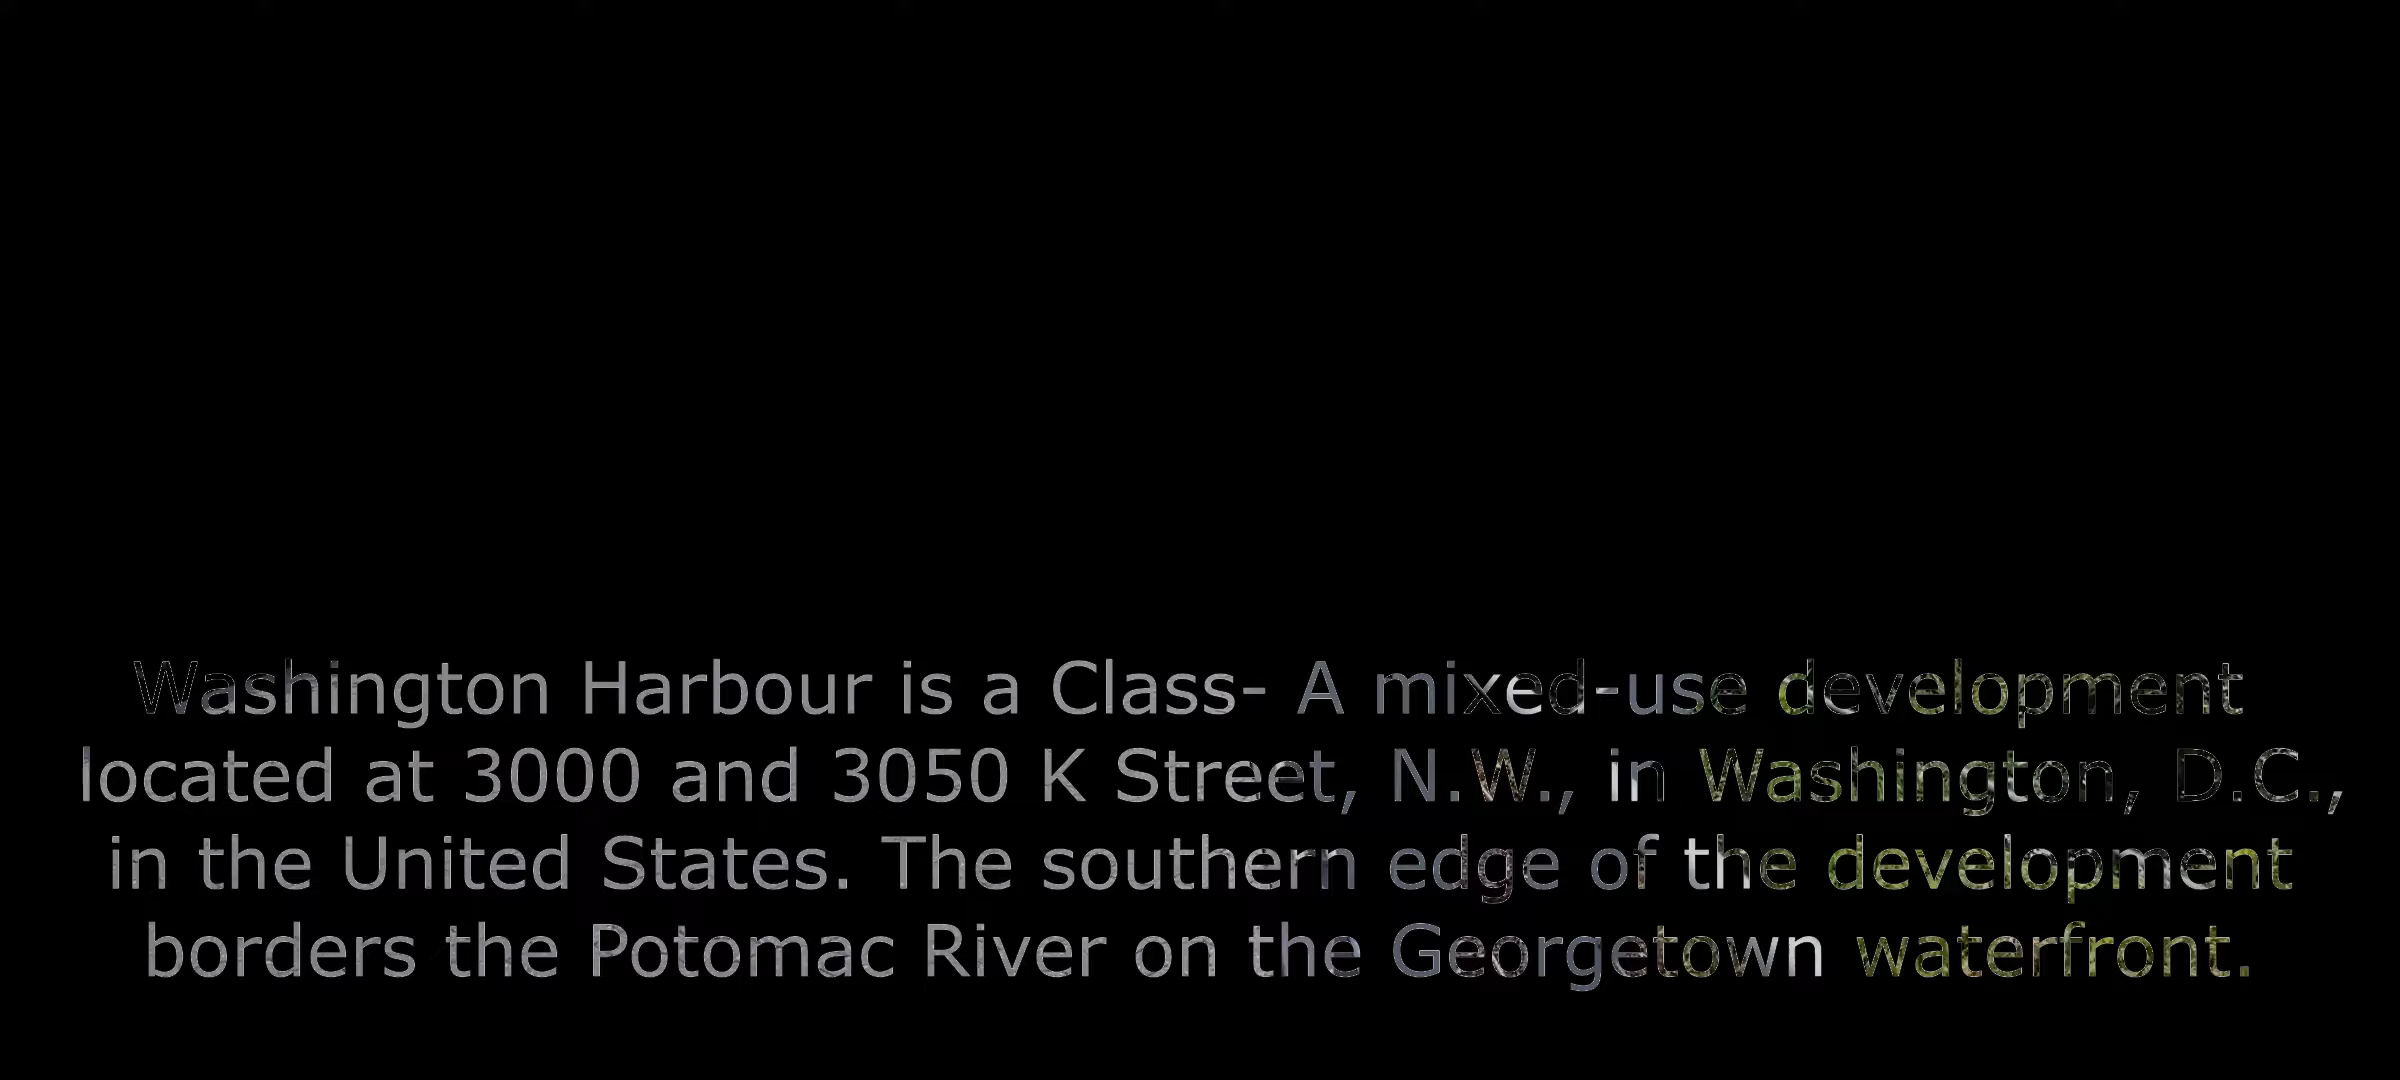 Washington Harbour is a Class- A mixed-use development
located at 3000 and 3050 K Street, N.W., in Washington, D.C.,
in the United States. The southern edge of the development
borders the Potomac River on the Georgetown waterfront.